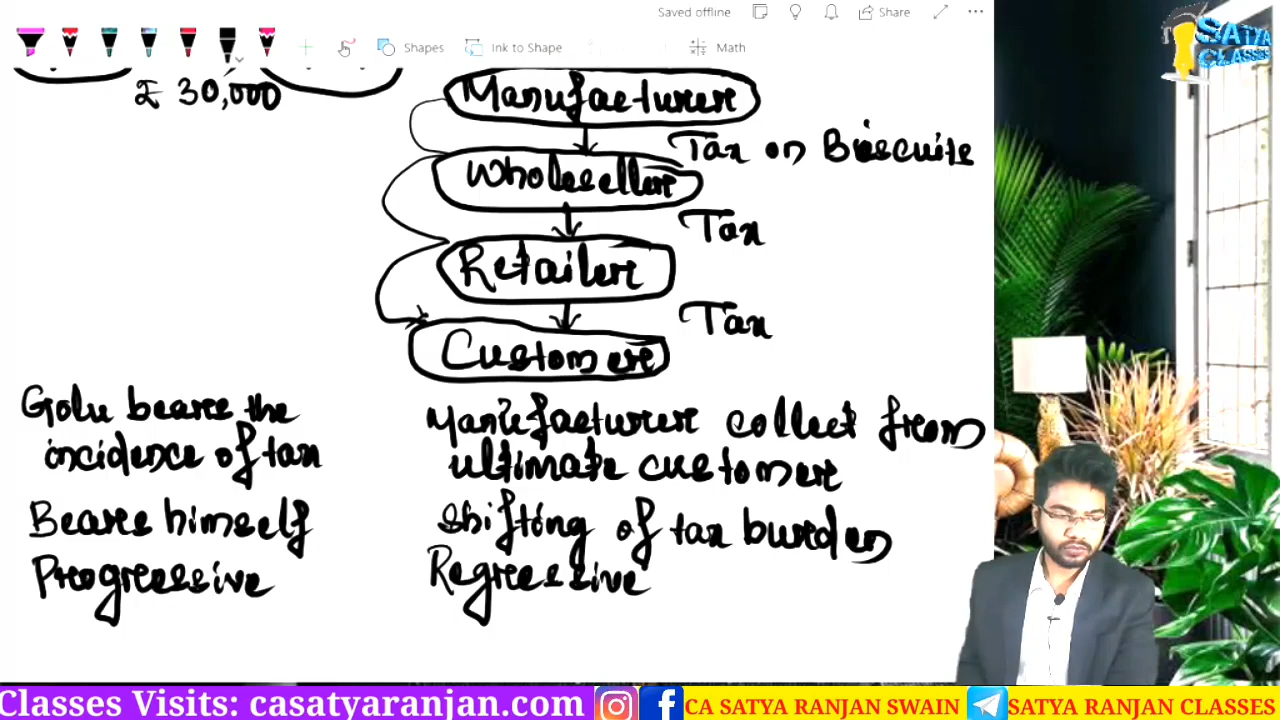 Saved offline
Share
Shapes
Ink to Shape
Math
SATYA
CLASSES
₹ 30,000
Manufacturer
Tax on Biscuits
Wholeseller
Tax
Retailer
Tax
Customer
Golu bears the
incidence of tax
Bears himself
Progressive
Manufacturer collect from
ultimate customer
shifting of tax burden
Regressive
Classes Visits: casatyaranjan.com
CA SATYA RANJAN SWAIN
SATYA RANJAN CLASSES